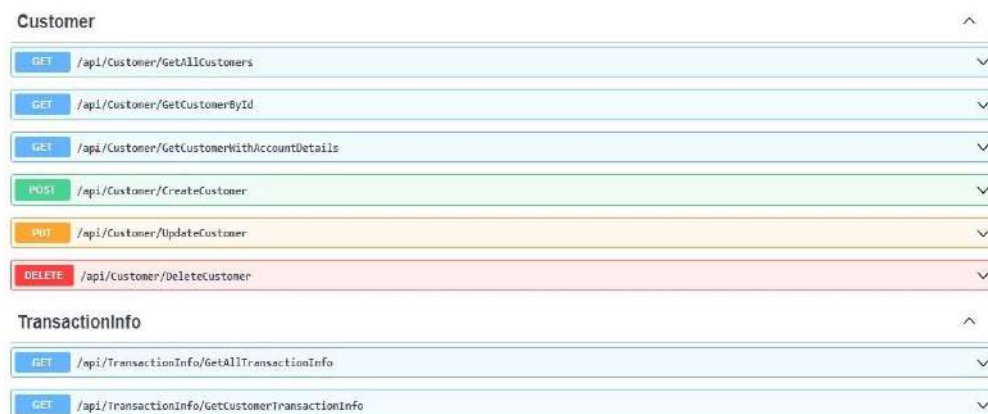 Customer
GET /api/Customer/GetAllCustomers
GET /api/Customer/GetCustomerById
GET /api/Customer/GetCustomerWithAccountDetails
POST /api/Customer/CreateCustomer
PUT /api/Customer/UpdateCustomer
DELETE /api/Customer/DeleteCustomer
TransactionInfo
GET /api/TransactionInfo/GetAllTransactionInfo
GET /api/TransactionInfo/GetCustomerTransactionInfo